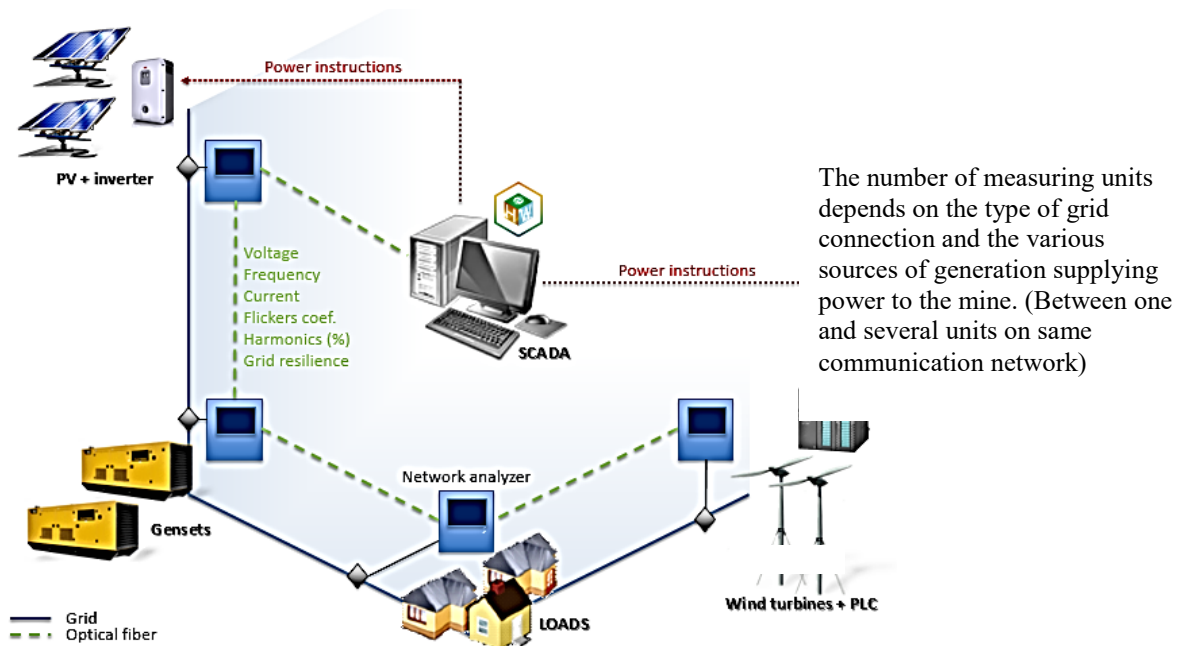 Power instructions
PV + inverter
The number of measuring units
depends on the type of grid
connection and the various
sources of generation supplying
power to the mine. (Between one
and several units on same
communication network)
Voltage
Frequency
Current
Flickers coef.
Harmonics (%)
Grid resilience
Power instructions
SCADA
Network analyzer
Gensets
Wind turbines + PLC
LOADS
Grid
Optical fiber